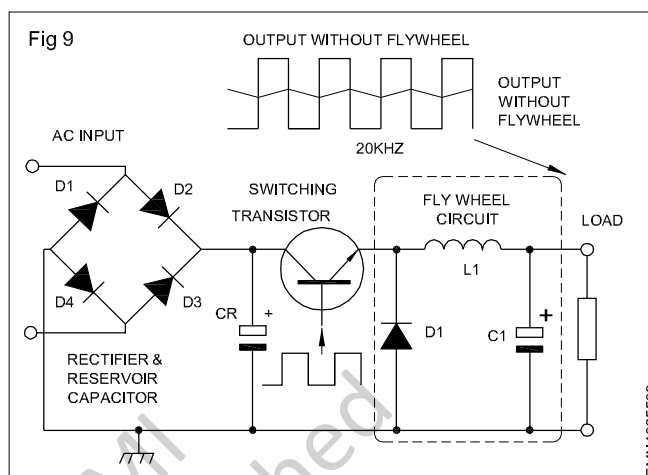 Fig 9
OUTPUT WITHOUT FLYWHEEL
OUTPUT
WITHOUT
FLYWHEEL
20KHZ
AC INPUT
D1
D2
D4
D3
SWITCHING
TRANSISTOR
FLY WHEEL
CIRCUIT
LOAD
L1
CR
+
D1
C1
+
RECTIFIER &
RESERVOIR
CAPACITOR